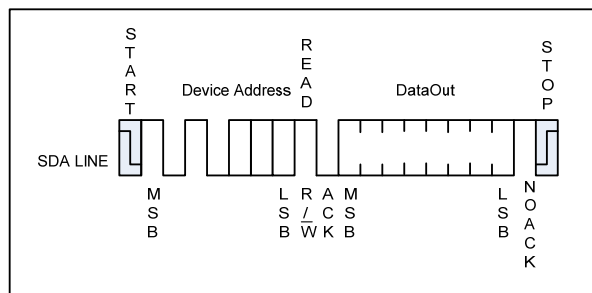 START
READ
STOP
Device Address
DataOut
SDA LINE
MSB
LSB
R/W̅
ACK
MSB
LSB
NOACK